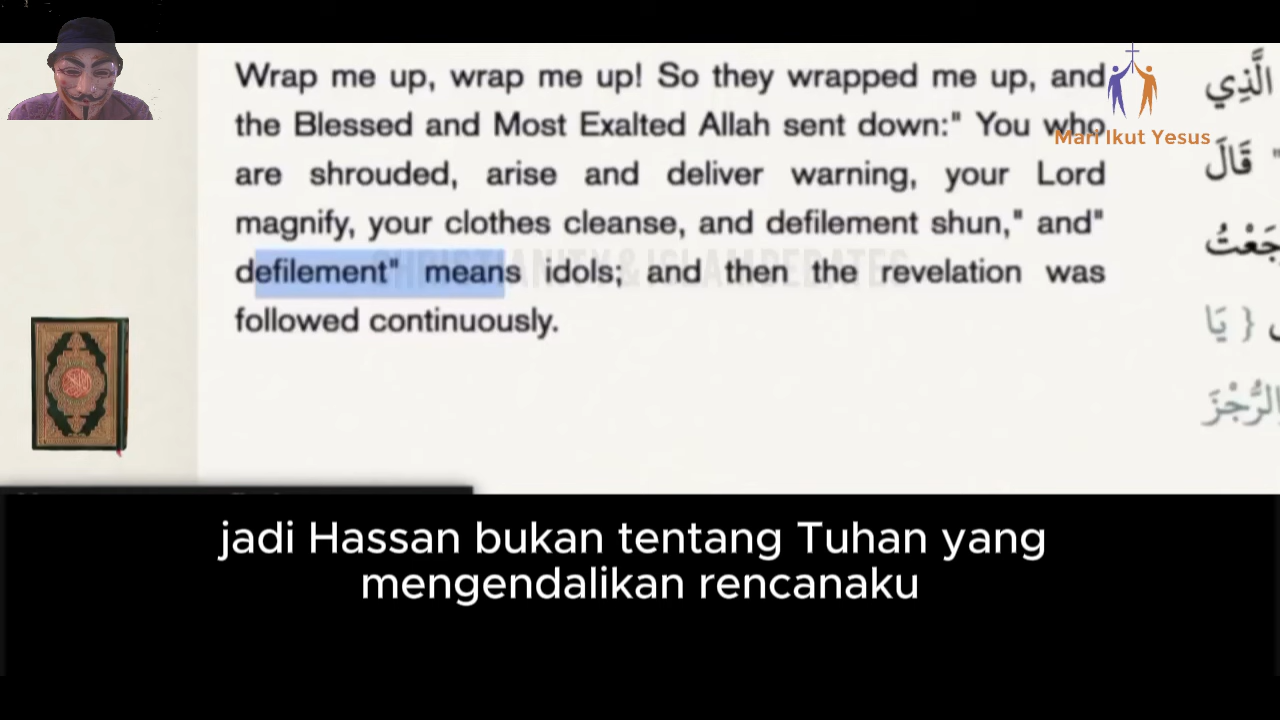 Wrap me up, wrap me up! So they wrapped me up, and
the Blessed and Most Exalted Allah sent down:" You who
are shrouded, arise and deliver warning, your Lord
magnify, your clothes cleanse, and defilement shun," and"
defilement" means idols; and then the revelation was
followed continuously.
Mari Ikut Yesus
CHRISTIANITY & ISLAM DEBATES
الَّذِي
قَالَ "
{ يَا
jadi Hassan bukan tentang Tuhan yang
mengendalikan rencanaku